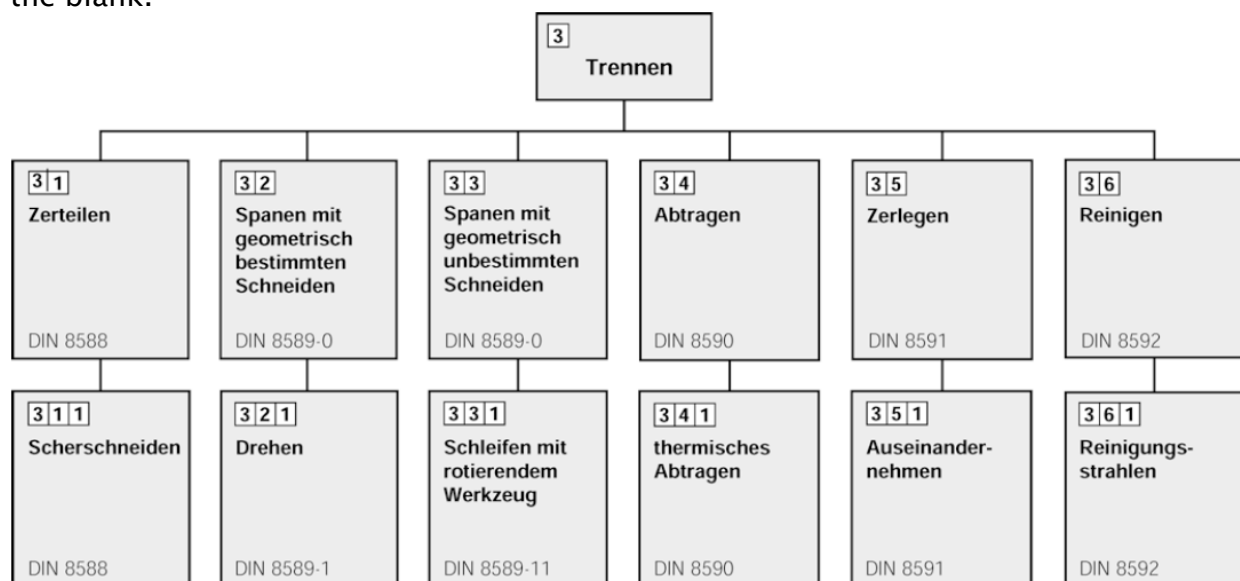 the blank.
3
Trennen
3 1
Zerteilen
DIN 8588
3 2
Spanen mit
geometrisch
bestimmten
Schneiden
DIN 8589-0
3 3
Spanen mit
geometrisch
unbestimmten
Schneiden
DIN 8589-0
3 4
Abtragen
DIN 8590
3 5
Zerlegen
DIN 8591
3 6
Reinigen
DIN 8592
3 1 1
Scherschneiden
DIN 8588
3 2 1
Drehen
DIN 8589-1
3 3 1
Schleifen mit
rotierendem
Werkzeug
DIN 8589-11
3 4 1
thermisches
Abtragen
DIN 8590
3 5 1
Auseinander-
nehmen
DIN 8591
3 6 1
Reinigungs-
strahlen
DIN 8592